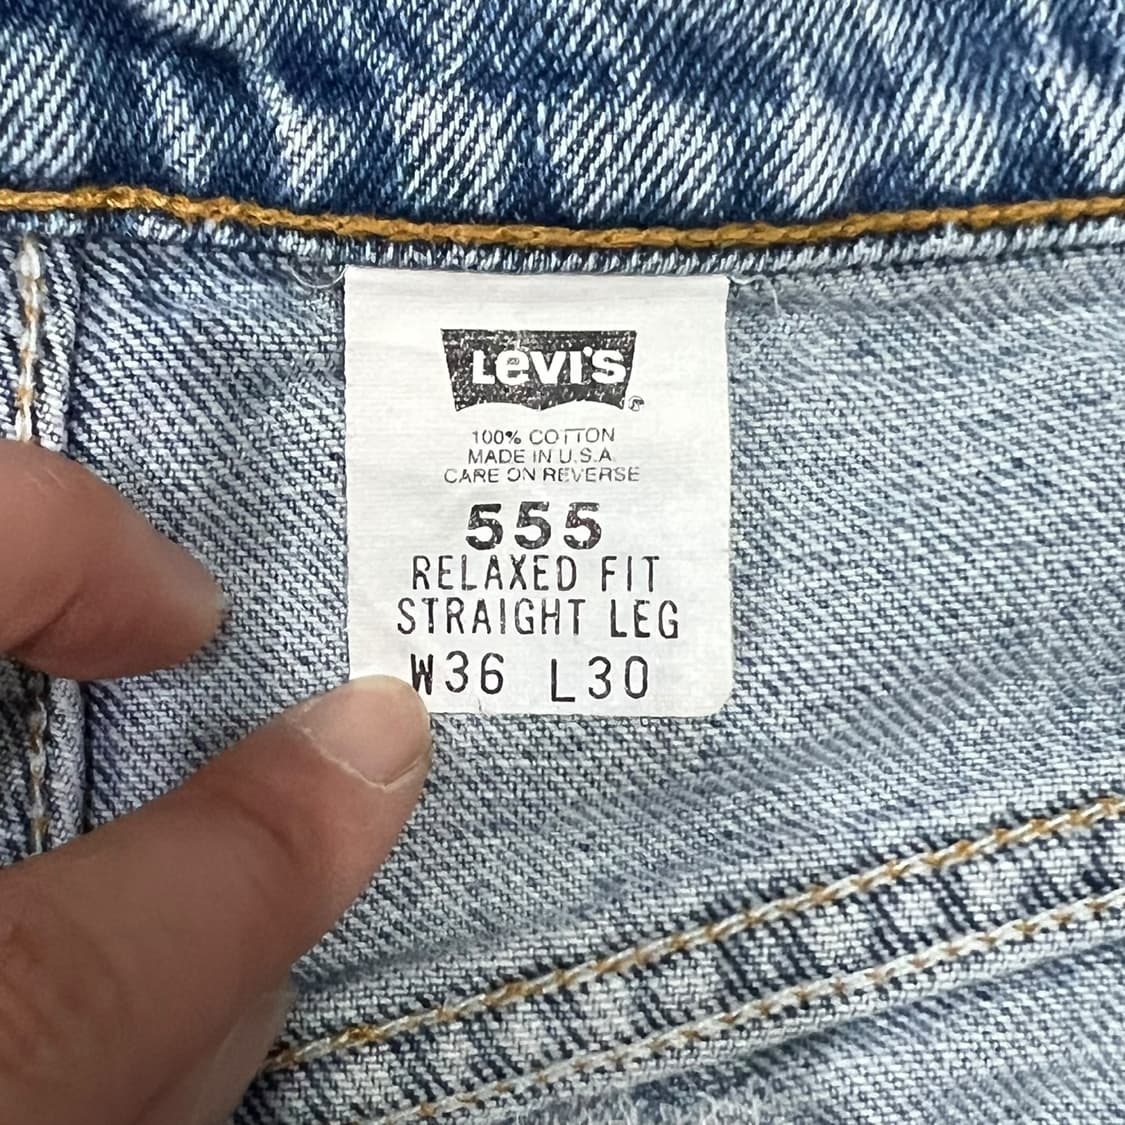 LEVI'S
100% COTTON
MADE IN U.S.A.
CARE ON REVERSE
555
RELAXED FIT
STRAIGHT LEG
W36 L30